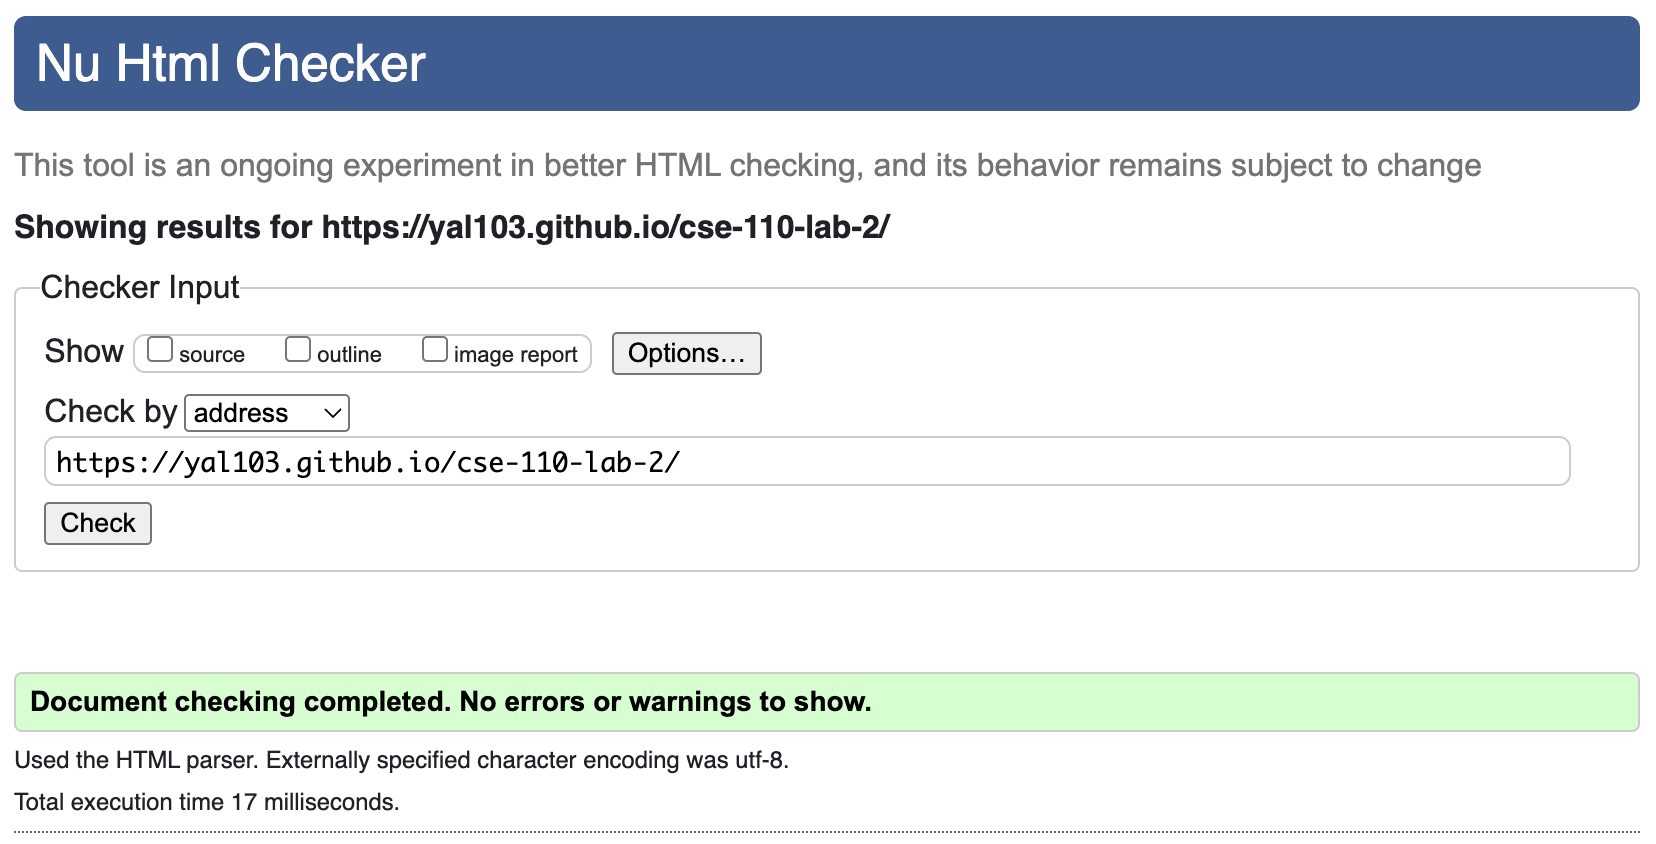 Nu Html Checker
This tool is an ongoing experiment in better HTML checking, and its behavior remains subject to change
Showing results for https://yal103.github.io/cse-110-lab-2/
Checker Input
Show source outline image report Options…
Check by address
https://yal103.github.io/cse-110-lab-2/
Check
Document checking completed. No errors or warnings to show.
Used the HTML parser. Externally specified character encoding was utf-8.
Total execution time 17 milliseconds.